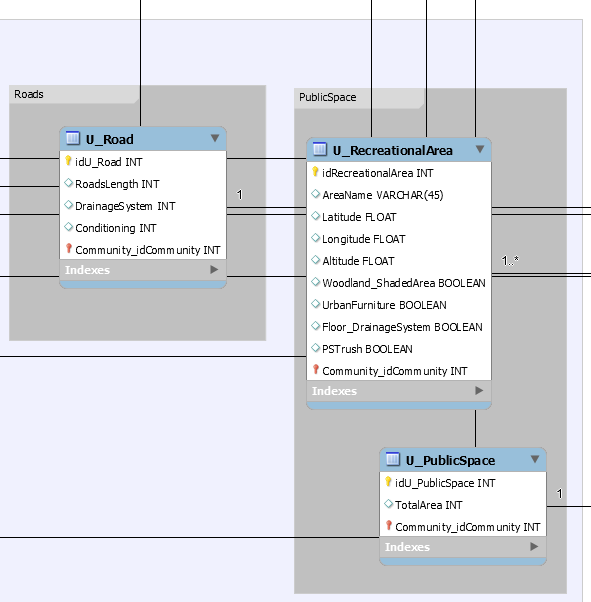 Roads
U_Road
idU_Road INT
RoadsLength INT
DrainageSystem INT
Conditioning INT
Community_idCommunity INT
Indexes
1
PublicSpace
U_RecreationalArea
idRecreationalArea INT
AreaName VARCHAR(45)
Latitude FLOAT
Longitude FLOAT
Altitude FLOAT
Woodland_ShadedArea BOOLEAN
UrbanFurniture BOOLEAN
Floor_DrainageSystem BOOLEAN
PSTrush BOOLEAN
Community_idCommunity INT
Indexes
1..*
U_PublicSpace
idU_PublicSpace INT
TotalArea INT
Community_idCommunity INT
Indexes
1